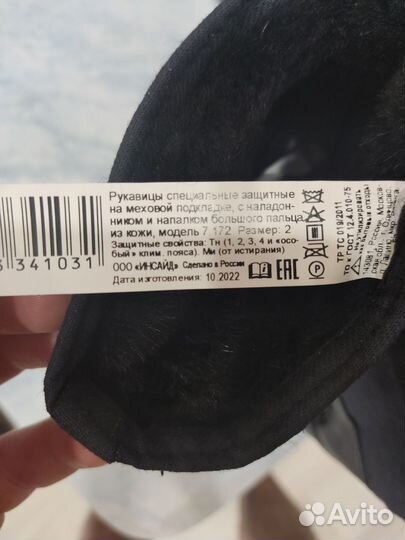 Рукавицы специальные защитные
на меховой подкладке, с наладон-
ником и напалком большого пальца
из кожи, модель 7.172 Размер: 2
Защитные свойства: Тн (1, 2, 3, 4 и «осо-
бый» клим. пояса). Ми (от истирания)
ООО «ИНСАЙД» Сделано в России
Дата изготовления: 10.2022
EAC
341031
ТР ТС 019/2011
ГОСТ 12.4.010-75
Avito